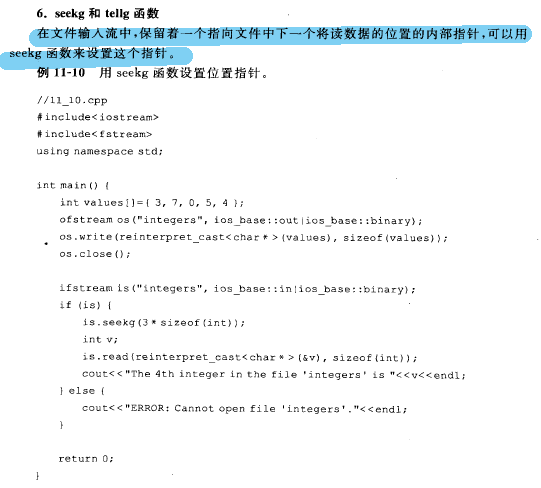 6．seekg 和 tellg 函数
在文件输入流中，保留着一个指向文件中下一个将读数据的位置的内部指针，可以用
seekg 函数来设置这个指针。
例 11-10 用 seekg 函数设置位置指针。
//11_10.cpp
#include<iostream>
#include<fstream>
using namespace std;
int main() {
int values[]={ 3, 7, 0, 5, 4 };
ofstream os("integers", ios_base::out|ios_base::binary);
os.write(reinterpret_cast<char*>(values), sizeof(values));
os.close();
ifstream is("integers", ios_base::in|ios_base::binary);
if (is) {
is.seekg(3*sizeof(int));
int v;
is.read(reinterpret_cast<char*>(&v), sizeof(int));
cout<<"The 4th integer in the file 'integers' is "<<v<<endl;
} else {
cout<<"ERROR: Cannot open file 'integers'."<<endl;
}
return 0;
}